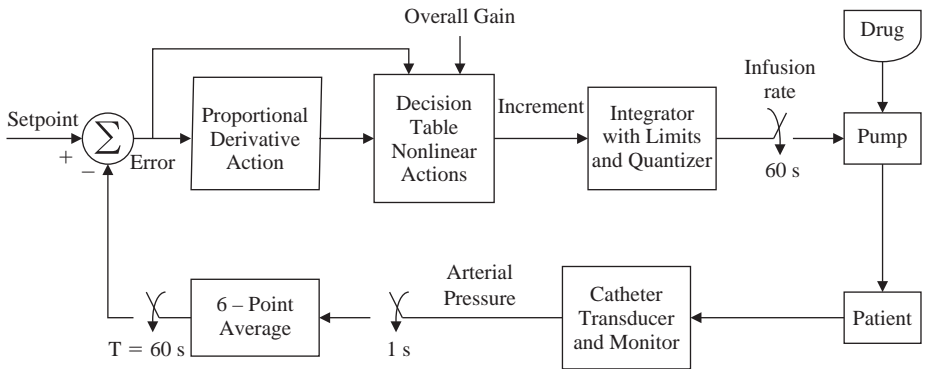 Overall Gain
Drug
Setpoint
+
−
Σ
Error
Proportional
Derivative
Action
Decision
Table
Nonlinear
Actions
Increment
Integrator
with Limits
and Quantizer
Infusion
rate
60 s
Pump
Patient
Catheter
Transducer
and Monitor
Arterial
Pressure
1 s
6 – Point
Average
T = 60 s